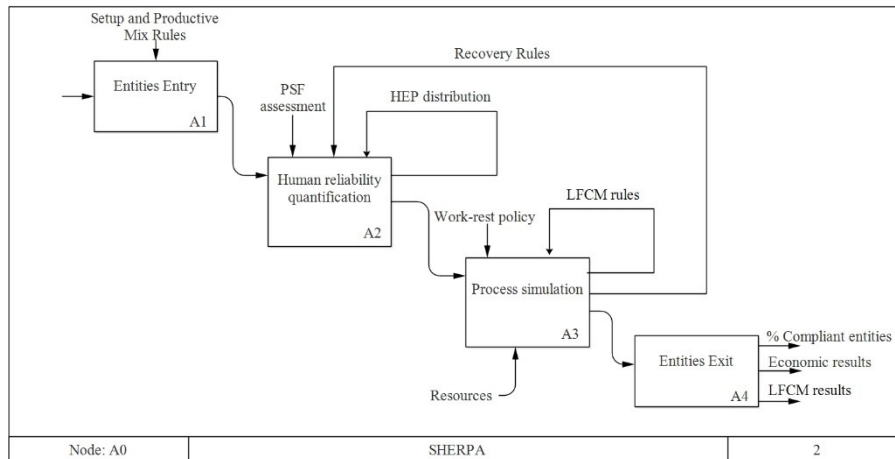 Setup and Productive
Mix Rules
Entities Entry
A1
PSF
assessment
Recovery Rules
HEP distribution
Human reliability
quantification
A2
Work-rest policy
LFCM rules
Process simulation
A3
Resources
Entities Exit
A4
% Compliant entities
Economic results
LFCM results
Node: A0
SHERPA
2